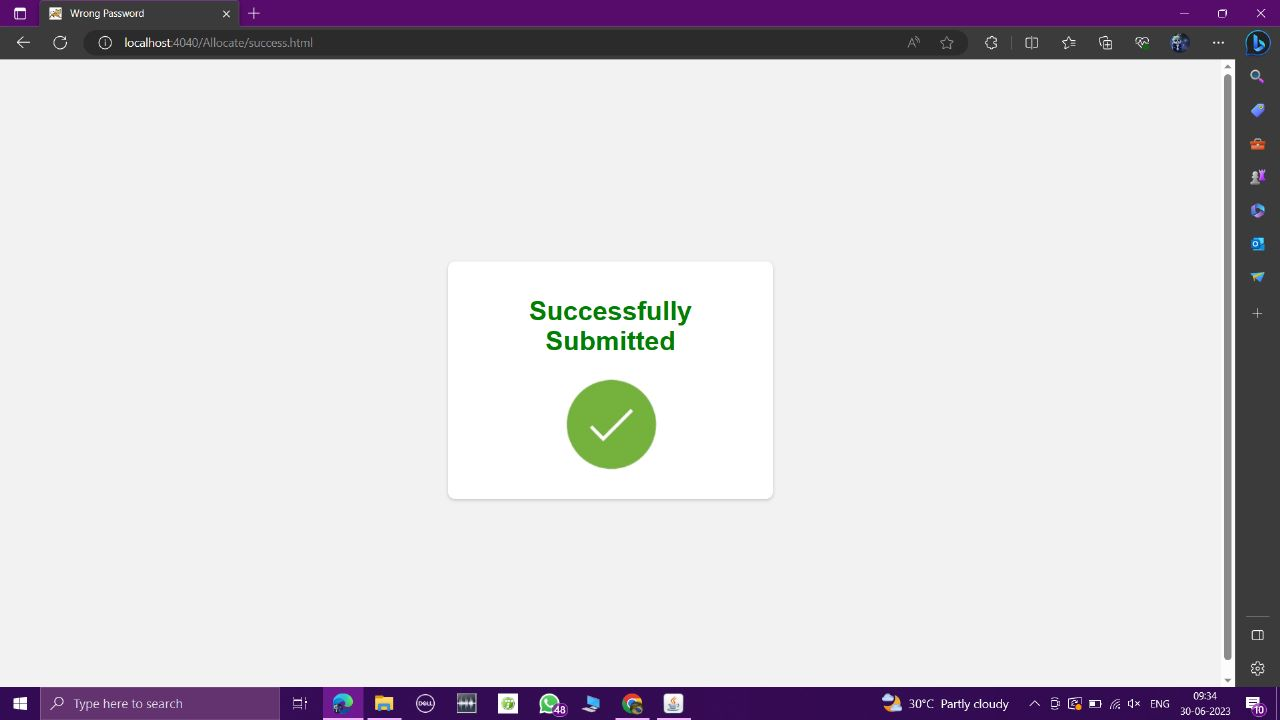 Wrong Password
localhost:4040/Allocate/success.html
Successfully
Submitted
DELL
Type here to search
48
30°C Partly cloudy
ENG
09:34
30-06-2023
10